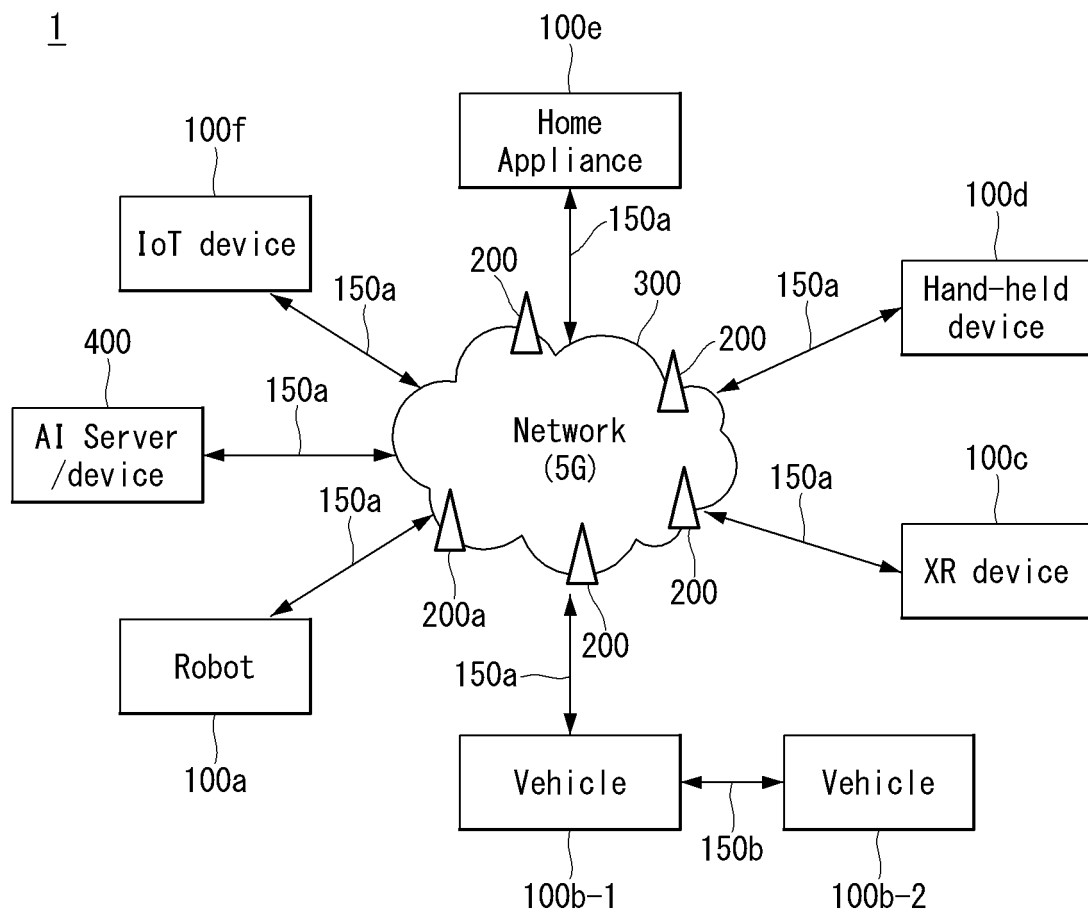 1
100e
Home
Appliance
100f
IoT device
150a
100d
Hand-held
device
200
300
150a
150a
200
400
AI Server
/device
150a
Network
(5G)
100c
XR device
150a
150a
200a
200
200
Robot
100a
150a
Vehicle
Vehicle
150b
100b-1
100b-2